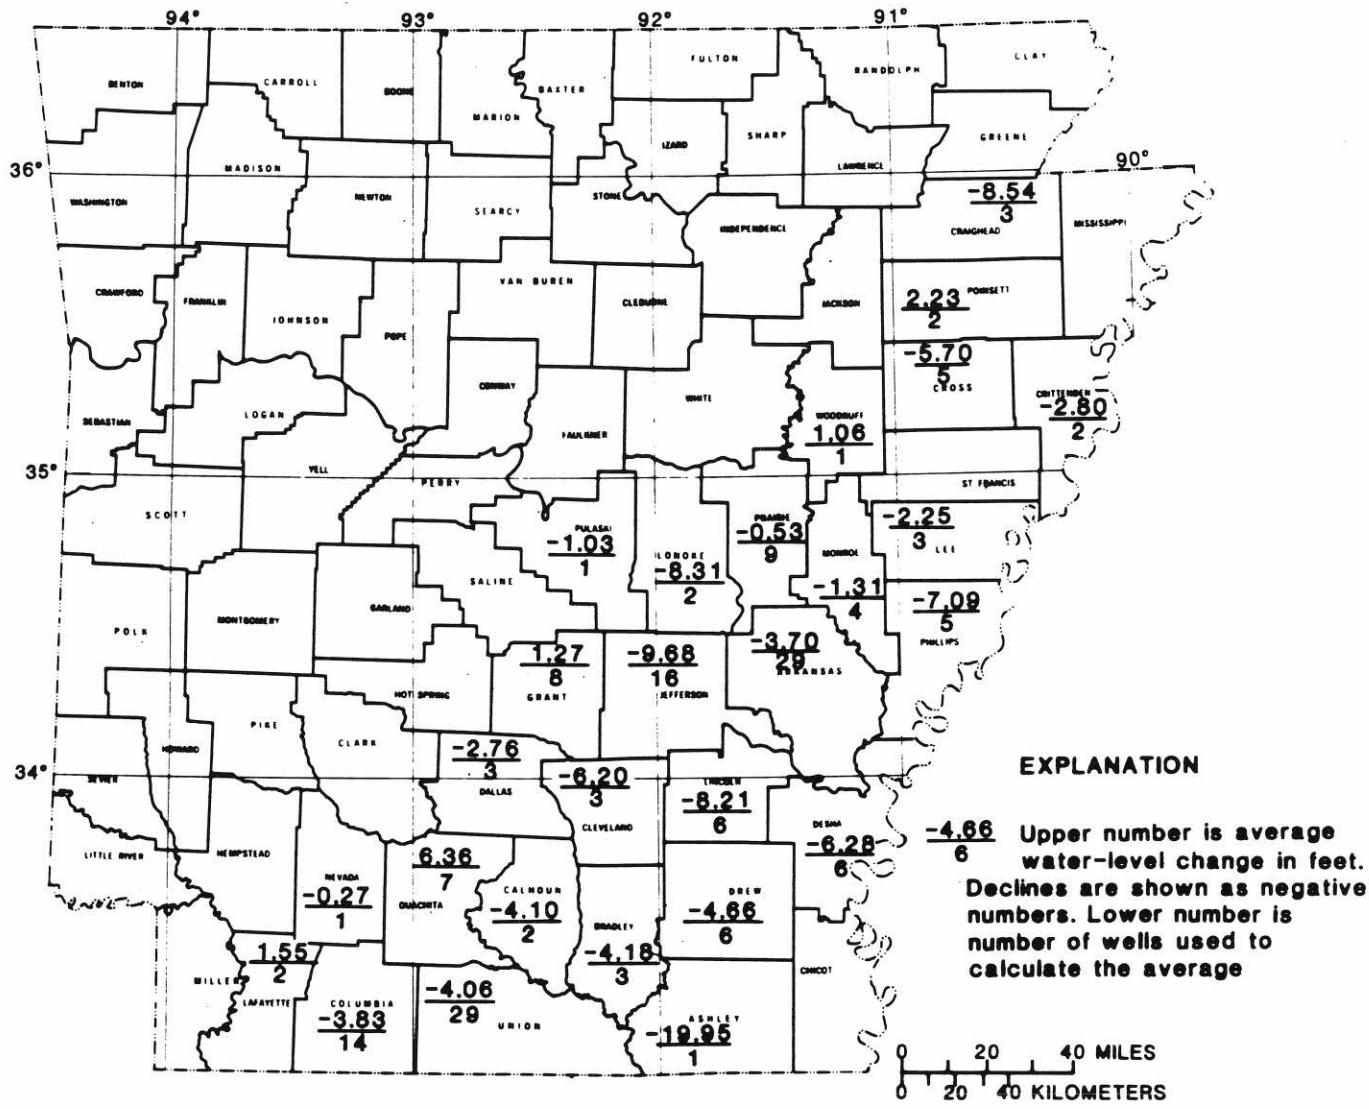 94° 93° 92° 91°
BENTON
CARROLL
BOONE
MARION
BAXTER
FULTON
RANDOLPH
CLAY
IZARD
SHARP
LAWRENCE
GREENE
36°
90°
WASHINGTON
MADISON
NEWTON
SEARCY
STONE
INDEPENDENCE
-8.54
3
CRAIGHEAD
MISSISSIPPI
CRAWFORD
FRANKLIN
JOHNSON
POPE
VAN BUREN
CLEBURNE
JACKSON
POINSETT
2.23
2
SEBASTIAN
LOGAN
CONWAY
FAULKNER
WHITE
WOODRUFF
1.06
1
-5.70
5
CROSS
CRITTENDEN
-2.80
2
35°
SCOTT
YELL
PERRY
PULASKI
-1.03
1
LONOKE
-8.31
2
PRAIRIE
-0.53
9
MONROE
-1.31
4
ST FRANCIS
-2.25
3
LEE
-7.09
5
PHILLIPS
POLK
MONTGOMERY
GARLAND
SALINE
HOT SPRING
1.27
8
GRANT
-9.68
16
JEFFERSON
-3.70
29
ARKANSAS
34°
SEVIER
HOWARD
PIKE
CLARK
-2.76
3
DALLAS
-6.20
3
CLEVELAND
LINCOLN
-8.21
6
DESHA
-6.28
6
LITTLE RIVER
HEMPSTEAD
NEVADA
-0.27
1
6.36
7
OUACHITA
CALHOUN
-4.10
2
BRADLEY
-4.18
3
DREW
-4.66
6
CHICOT
MILLER
1.55
2
LAFAYETTE
COLUMBIA
-3.83
14
-4.06
29
UNION
ASHLEY
-19.95
1
EXPLANATION
-4.66
6
Upper number is average
water-level change in feet.
Declines are shown as negative
numbers. Lower number is
number of wells used to
calculate the average
0 20 40 MILES
0 20 40 KILOMETERS